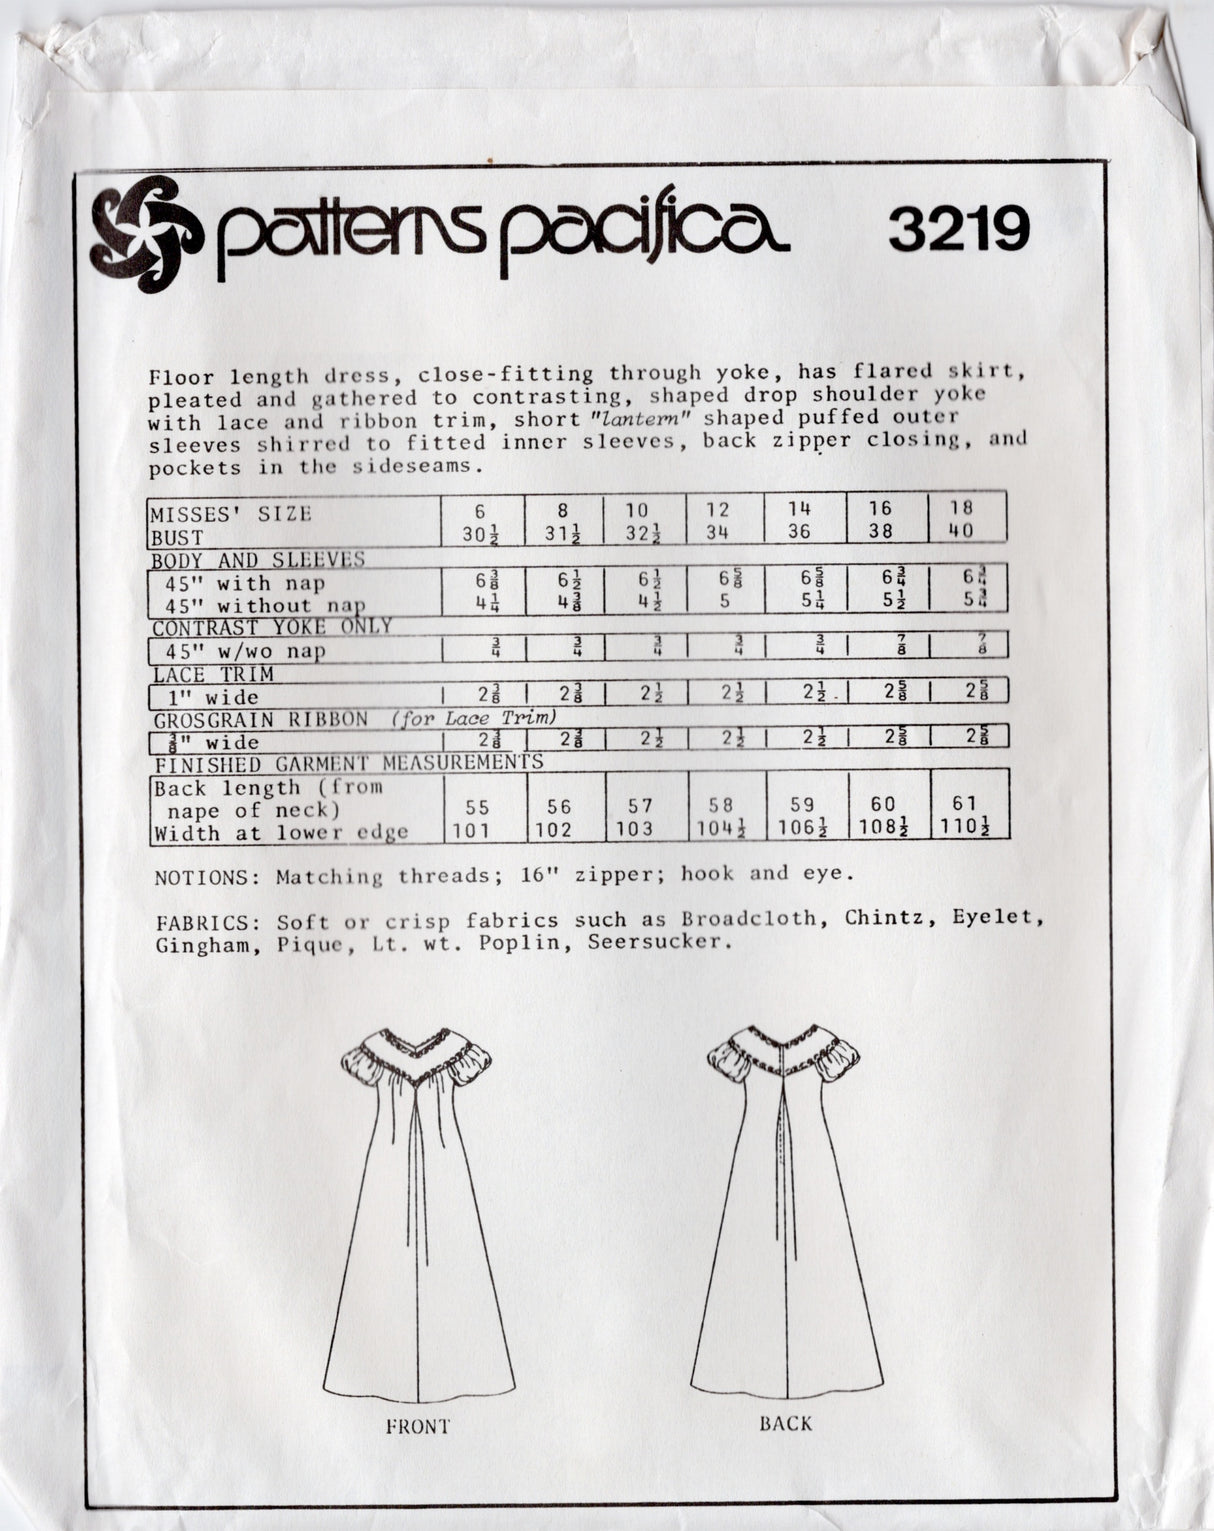 patterns pacifica 3219
Floor length dress, close-fitting through yoke, has flared skirt,
pleated and gathered to contrasting, shaped drop shoulder yoke
with lace and ribbon trim, short "lantern" shaped puffed outer
sleeves shirred to fitted inner sleeves, back zipper closing, and
pockets in the sideseams.
MISSES' SIZE 6 8 10 12 14 16 18
BUST 30½ 31½ 32½ 34 36 38 40
BODY AND SLEEVES
45" with nap 6⅜ 6½ 6½ 6⅝ 6⅝ 6¾ 6¾
45" without nap 4¼ 4⅜ 4½ 5 5¼ 5½ 5¾
CONTRAST YOKE ONLY
45" w/wo nap ¾ ¾ ¾ ¾ ¾ ⅞ ⅞
LACE TRIM
1" wide 2⅜ 2⅜ 2½ 2½ 2½ 2⅝ 2⅝
GROSGRAIN RIBBON (for Lace Trim)
⅜" wide 2⅜ 2⅜ 2½ 2½ 2½ 2⅝ 2⅝
FINISHED GARMENT MEASUREMENTS
Back length (from
nape of neck) 55 56 57 58 59 60 61
Width at lower edge 101 102 103 104½ 106½ 108½ 110½
NOTIONS: Matching threads; 16" zipper; hook and eye.
FABRICS: Soft or crisp fabrics such as Broadcloth, Chintz, Eyelet,
Gingham, Pique, Lt. wt. Poplin, Seersucker.
FRONT BACK